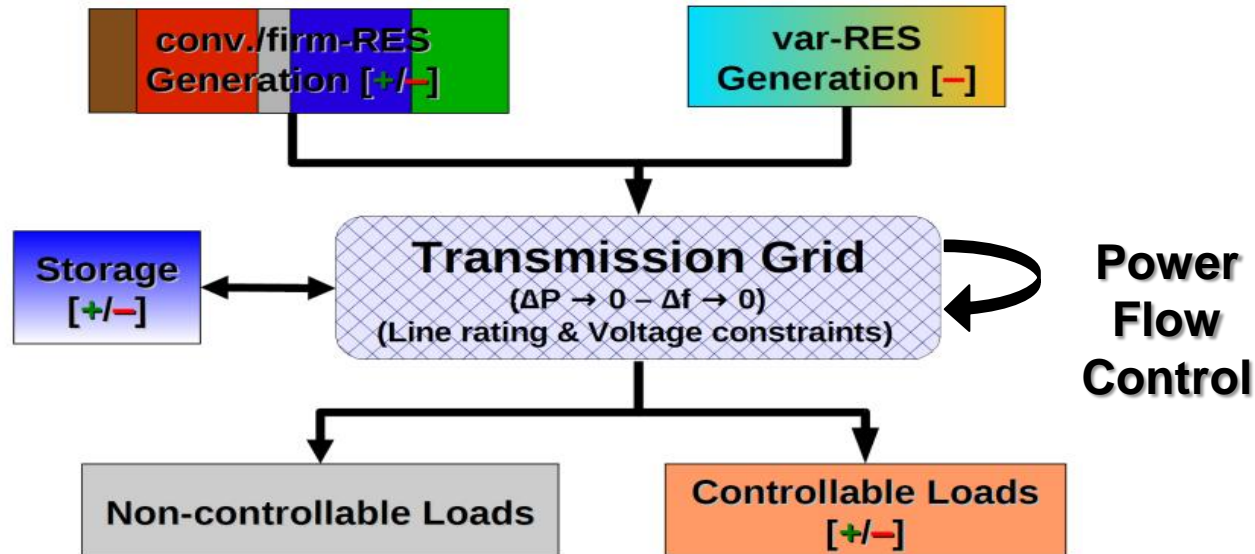 conv./firm-RES
Generation [+/−]
var-RES
Generation [−]
Storage
[+/−]
Transmission Grid
(ΔP → 0 – Δf → 0)
(Line rating & Voltage constraints)
Power
Flow
Control
Non-controllable Loads
Controllable Loads
[+/−]